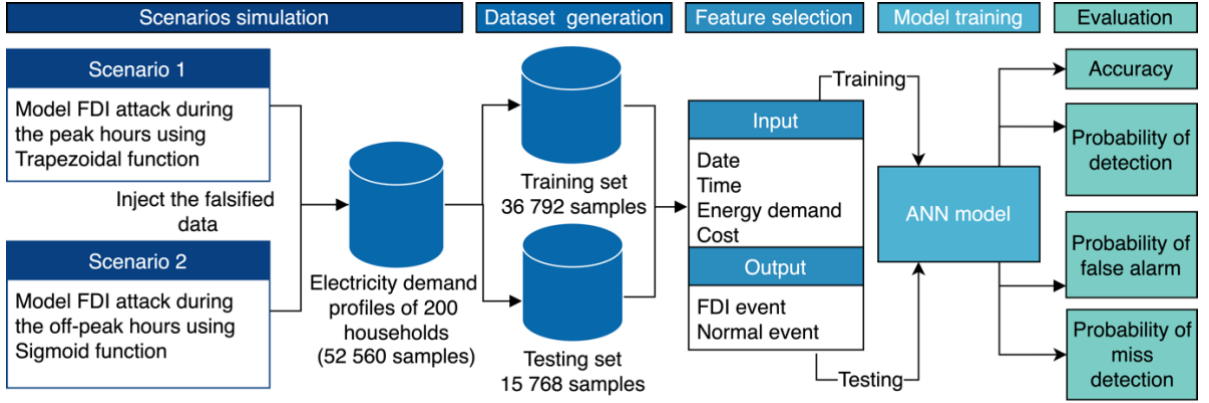 Scenarios simulation
Dataset generation
Feature selection
Model training
Evaluation
Scenario 1
Model FDI attack during
the peak hours using
Trapezoidal function
Inject the falsified
data
Scenario 2
Model FDI attack during
the off-peak hours using
Sigmoid function
Electricity demand
profiles of 200
households
(52 560 samples)
Training set
36 792 samples
Testing set
15 768 samples
Input
Date
Time
Energy demand
Cost
Output
FDI event
Normal event
Training
Testing
ANN model
Accuracy
Probability of
detection
Probability of
false alarm
Probability of
miss
detection